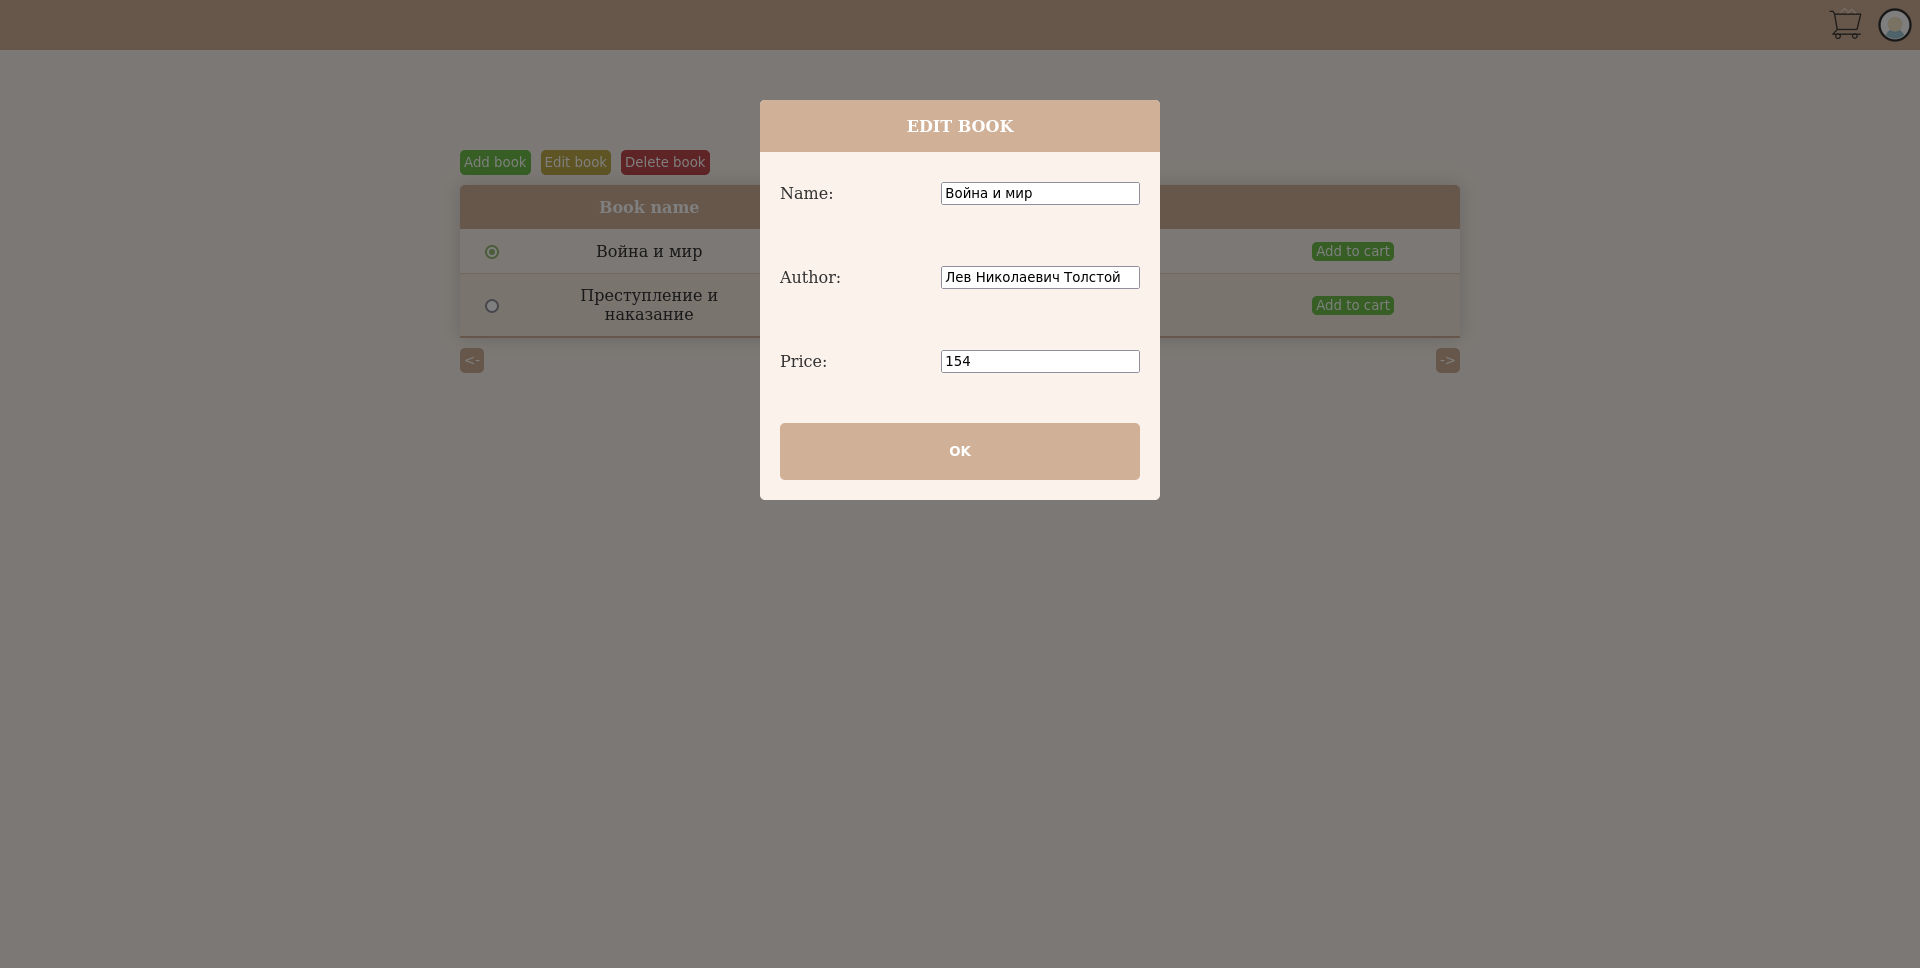 EDIT BOOK
Name: Война и мир
Author: Лев Николаевич Толстой
Price: 154
OK
Add book Edit book Delete book
Book name
Война и мир Add to cart
Преступление и
наказание Add to cart
<- ->